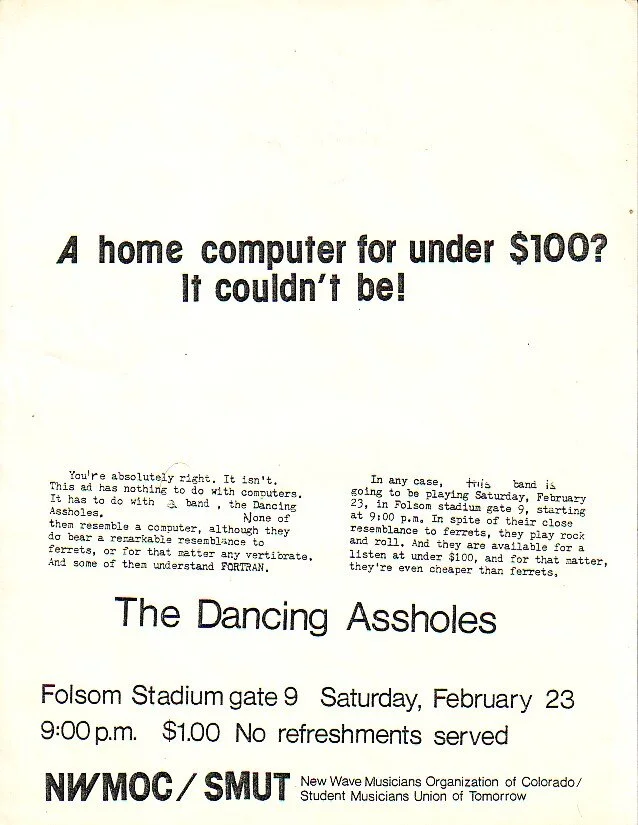 A home computer for under $100?
It couldn't be!
You're absolutely right. It isn't.
This ad has nothing to do with computers.
It has to do with a band , the Dancing
Assholes. None of
them resemble a computer, although they
do bear a remarkable resemblance to
ferrets, or for that matter any vertibrate.
And some of them understand FORTRAN.
In any case, this band is
going to be playing Saturday, February
23, in Folsom stadium gate 9, starting
at 9:00 p.m. In spite of their close
resemblance to ferrets, they play rock
and roll. And they are available for a
listen at under $100, and for that matter,
they're even cheaper than ferrets,
The Dancing Assholes
Folsom Stadium gate 9 Saturday, February 23
9:00 p.m. $1.00 No refreshments served
NWMOC/SMUT New Wave Musicians Organization of Colorado/
Student Musicians Union of Tomorrow